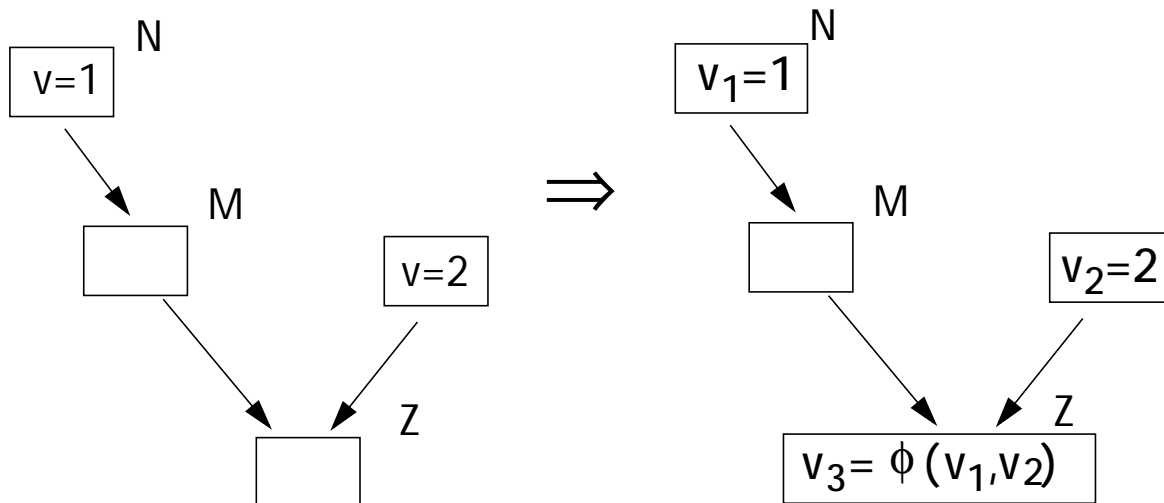 N
v=1
M
v=2
Z
⇒
N
v₁=1
M
v₂=2
Z
v₃= ϕ (v₁,v₂)